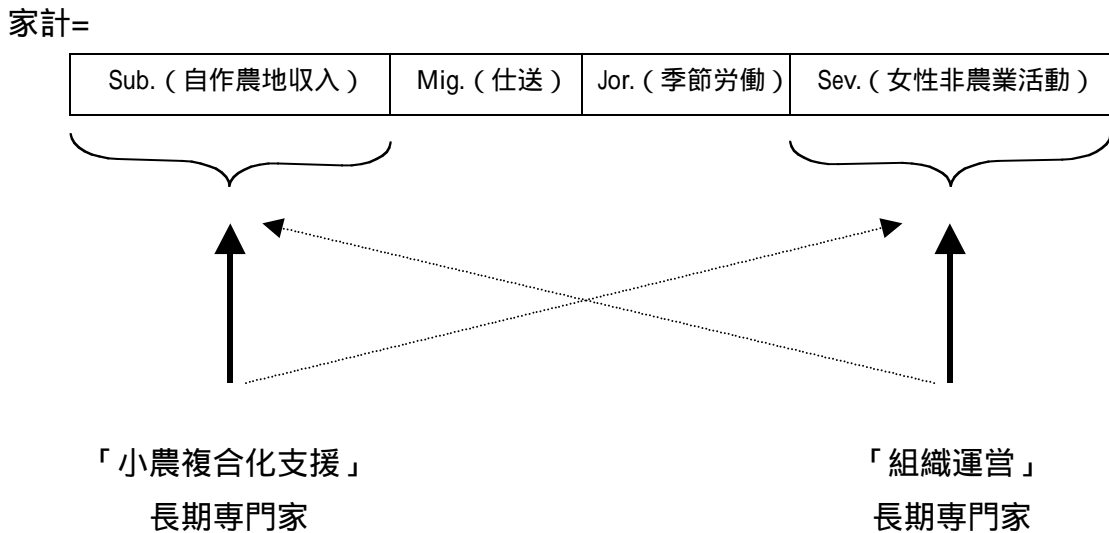 家計=
Sub.（自作農地収入） Mig.（仕送） Jor.（季節労働） Sev.（女性非農業活動）
「小農複合化支援」 「組織運営」
長期専門家 長期専門家